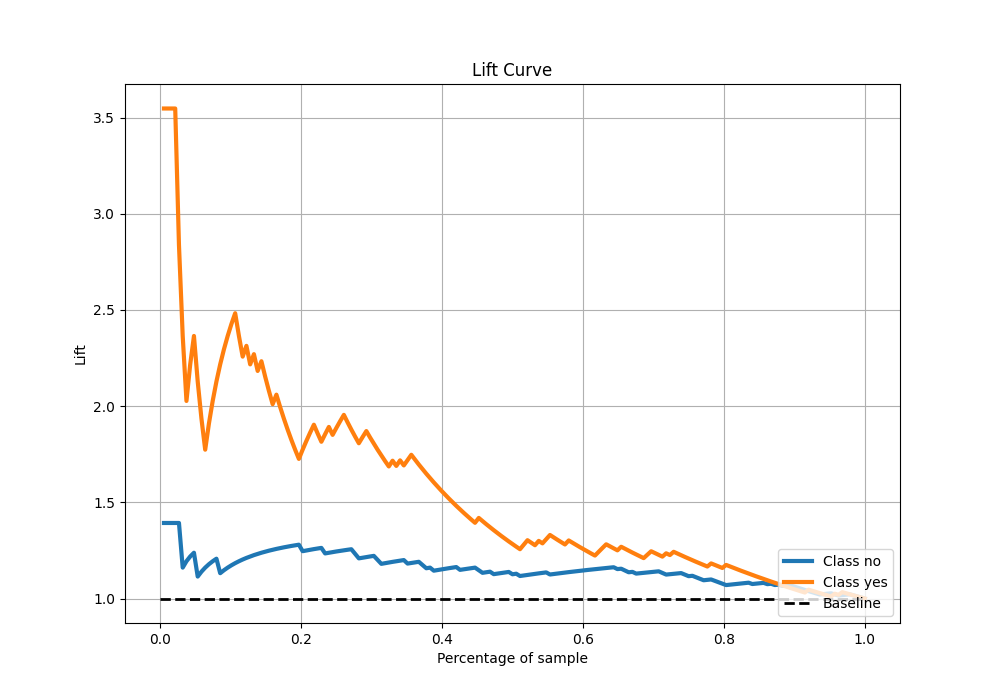 Lift Curve
3.5
3.0
2.5
2.0
1.5
1.0
Lift
0.0 0.2 0.4 0.6 0.8 1.0
Percentage of sample
Class no
Class yes
Baseline